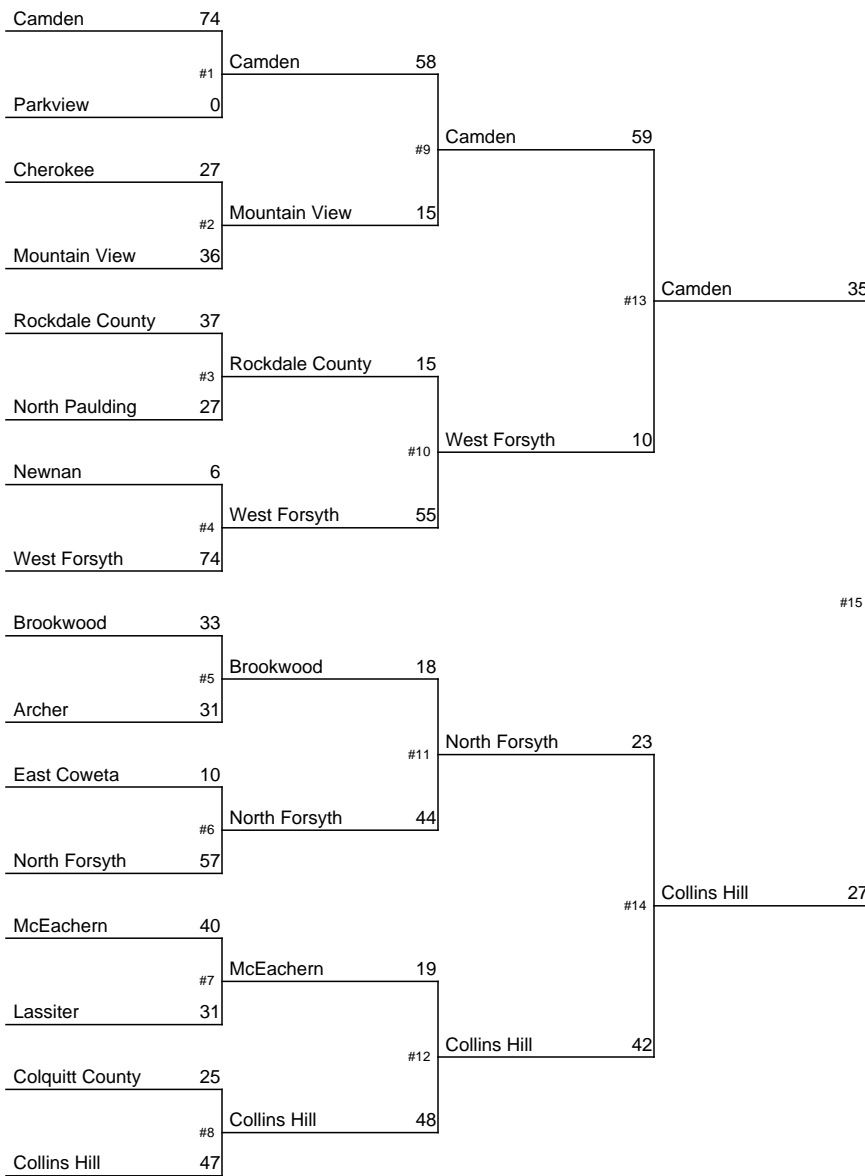 Camden 74
Camden 58
#1
Parkview 0
Camden 59
#9
Cherokee 27
Mountain View 15
#2
Mountain View 36
Camden 35
#13
Rockdale County 37
Rockdale County 15
#3
North Paulding 27
West Forsyth 10
#10
Newnan 6
West Forsyth 55
#4
West Forsyth 74
#15
Brookwood 33
Brookwood 18
#5
Archer 31
North Forsyth 23
#11
East Coweta 10
North Forsyth 44
#6
North Forsyth 57
Collins Hill 27
#14
McEachern 40
McEachern 19
#7
Lassiter 31
Collins Hill 42
#12
Colquitt County 25
Collins Hill 48
#8
Collins Hill 47